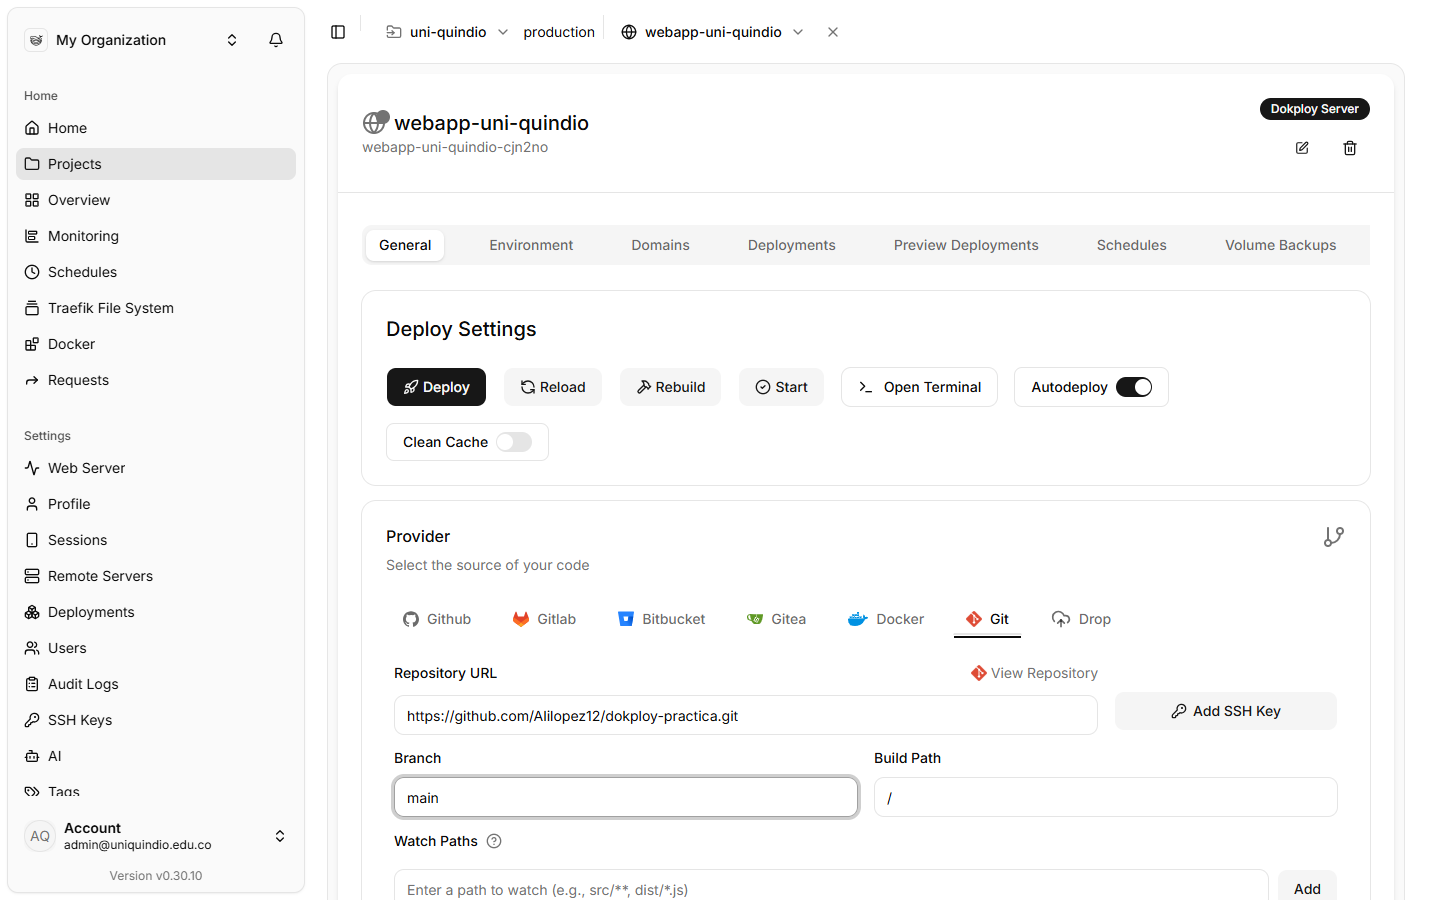 My Organization
Home
Home
Projects
Overview
Monitoring
Schedules
Traefik File System
Docker
Requests
Settings
Web Server
Profile
Sessions
Remote Servers
Deployments
Users
Audit Logs
SSH Keys
AI
Tags
AQ
Account
admin@uniquindio.edu.co
Version v0.30.10
uni-quindio
production
webapp-uni-quindio
webapp-uni-quindio
webapp-uni-quindio-cjn2no
Dokploy Server
General
Environment
Domains
Deployments
Preview Deployments
Schedules
Volume Backups
Deploy Settings
Deploy
Reload
Rebuild
Start
Open Terminal
Autodeploy
Clean Cache
Provider
Select the source of your code
Github
Gitlab
Bitbucket
Gitea
Docker
Git
Drop
Repository URL
View Repository
https://github.com/Alilopez12/dokploy-practica.git
Add SSH Key
Branch
Build Path
main
/
Watch Paths
Enter a path to watch (e.g., src/**, dist/*.js)
Add